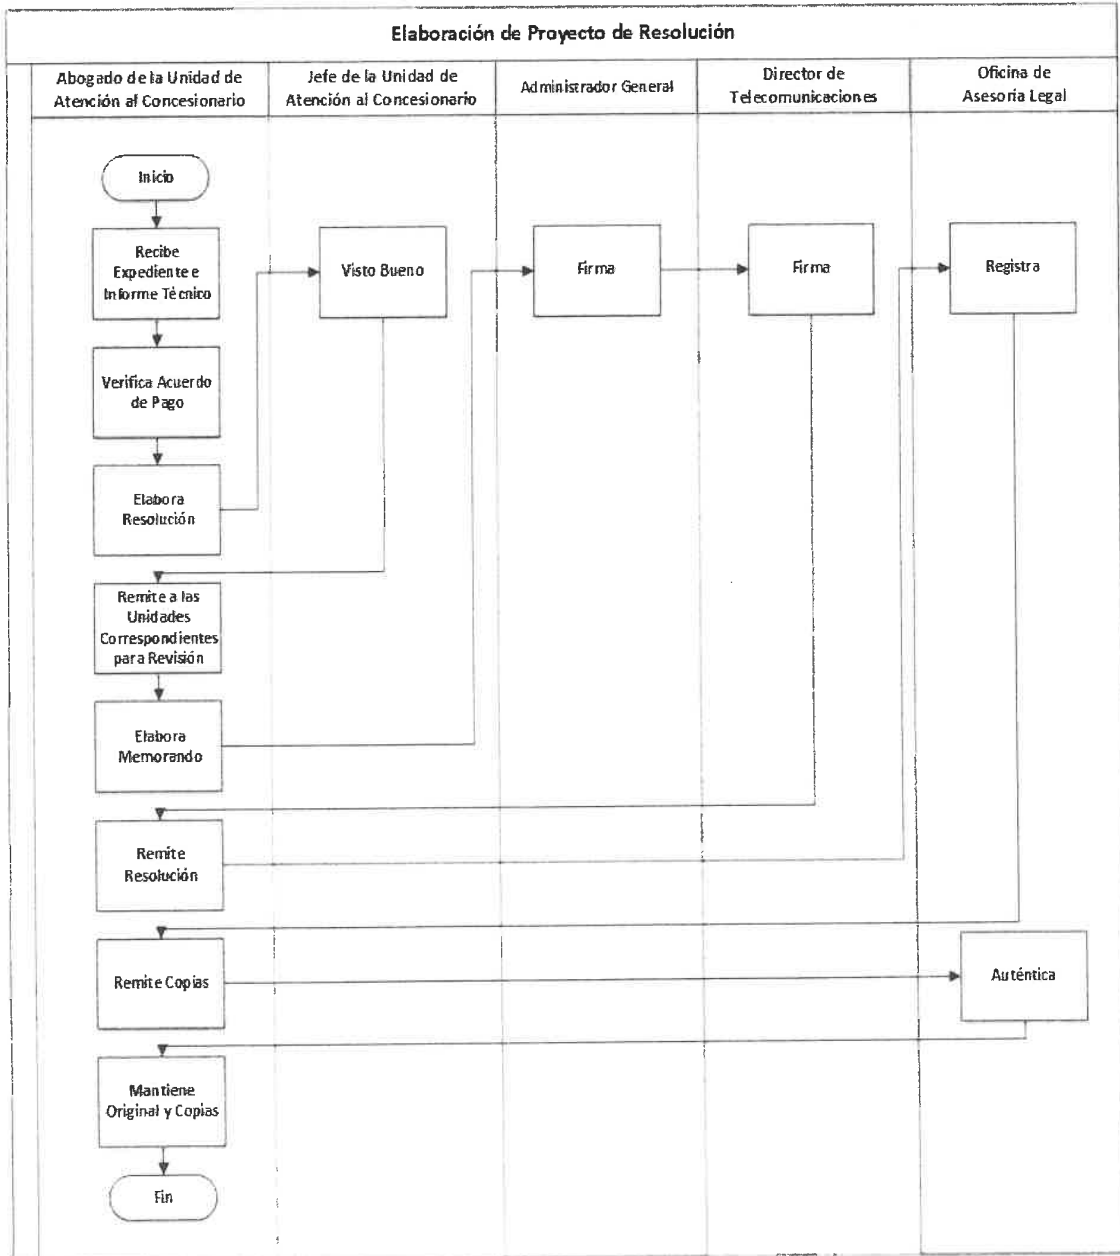 Elaboración de Proyecto de Resolución
Abogado de la Unidad de
Atención al Concesionario
Jefe de la Unidad de
Atención al Concesionario
Administrador General
Director de
Telecomunicaciones
Oficina de
Asesoría Legal
Inicio
Recibe
Expediente e
Informe Técnico
Visto Bueno
Firma
Firma
Registra
Verifica Acuerdo
de Pago
Elabora
Resolución
Remite a las
Unidades
Correspondientes
para Revisión
Elabora
Memorando
Remite
Resolución
Remite Copias
Auténtica
Mantiene
Original y Copias
Fin